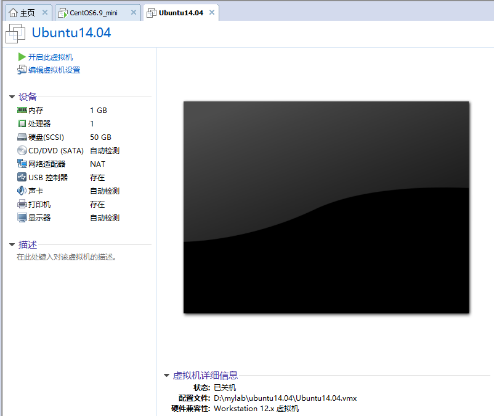 主页
CentOS6.9_mini
Ubuntu14.04
Ubuntu14.04
开启此虚拟机
编辑虚拟机设置
设备
内存 1 GB
处理器 1
硬盘(SCSI) 50 GB
CD/DVD (SATA) 自动检测
网络适配器 NAT
USB 控制器 存在
声卡 自动检测
打印机 存在
显示器 自动检测
描述
在此处键入对该虚拟机的描述。
虚拟机详细信息
状态: 已关机
配置文件: D:\mylab\ubuntu14.04\Ubuntu14.04.vmx
硬件兼容性: Workstation 12.x 虚拟机